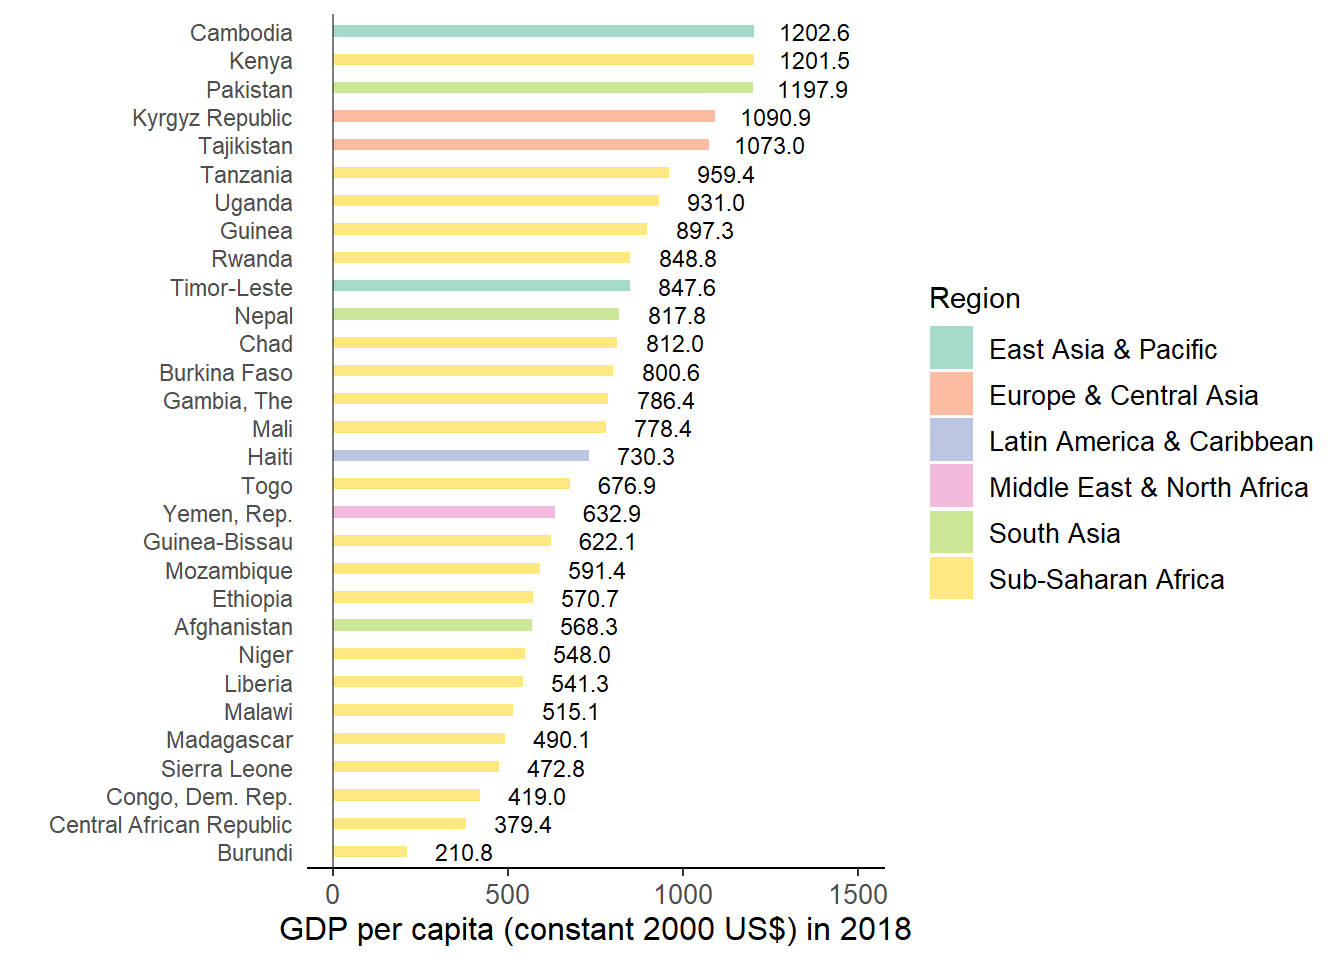 Cambodia 1202.6
Kenya 1201.5
Pakistan 1197.9
Kyrgyz Republic 1090.9
Tajikistan 1073.0
Tanzania 959.4
Uganda 931.0
Guinea 897.3
Rwanda 848.8
Timor-Leste 847.6
Nepal 817.8
Chad 812.0
Burkina Faso 800.6
Gambia, The 786.4
Mali 778.4
Haiti 730.3
Togo 676.9
Yemen, Rep. 632.9
Guinea-Bissau 622.1
Mozambique 591.4
Ethiopia 570.7
Afghanistan 568.3
Niger 548.0
Liberia 541.3
Malawi 515.1
Madagascar 490.1
Sierra Leone 472.8
Congo, Dem. Rep. 419.0
Central African Republic 379.4
Burundi 210.8
0 500 1000 1500
GDP per capita (constant 2000 US$) in 2018
Region
East Asia & Pacific
Europe & Central Asia
Latin America & Caribbean
Middle East & North Africa
South Asia
Sub-Saharan Africa